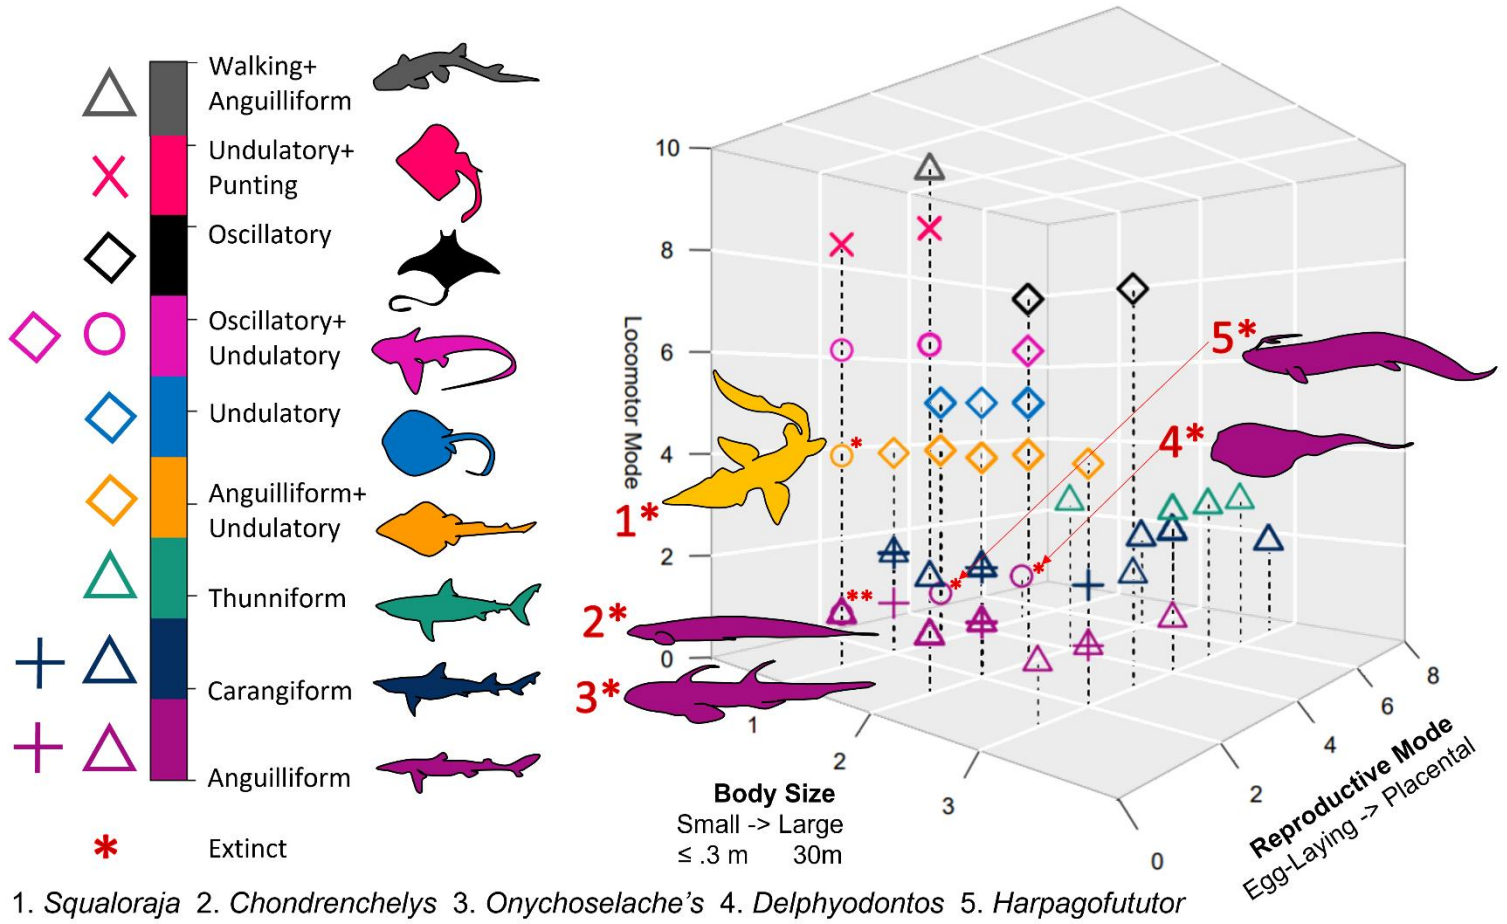 Walking+
Anguilliform
Undulatory+
Punting
Oscillatory
Oscillatory+
Undulatory
Undulatory
Anguilliform+
Undulatory
Thunniform
Carangiform
Anguilliform
* Extinct
10
8
6
4
2
0
Locomotor Mode
1*
2*
3*
4*
5*
*
**
*
*
1
2
3
Body Size
Small -> Large
≤ .3 m 30m
0
2
4
6
8
Reproductive Mode
Egg-Laying -> Placental
1. Squaloraja 2. Chondrenchelys 3. Onychoselache's 4. Delphyodontos 5. Harpagofututor